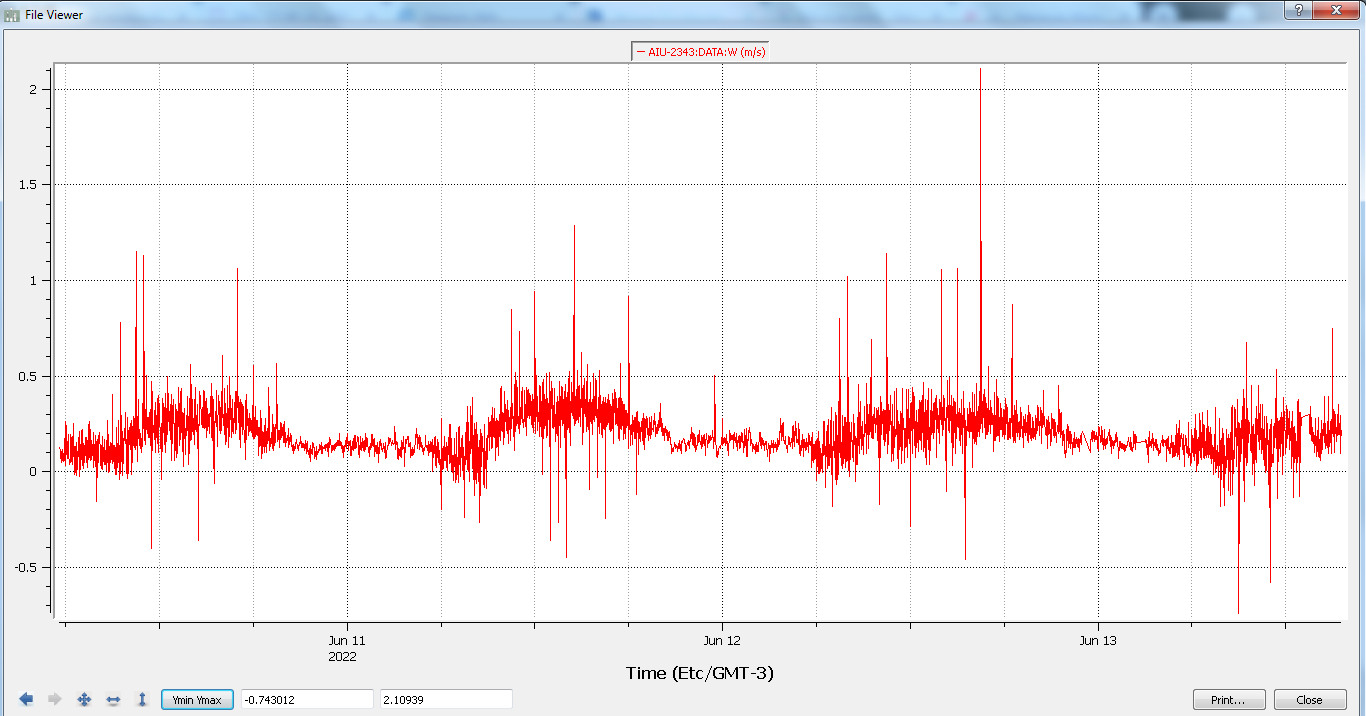 File Viewer
AIU-2343:DATA:W (m/s)
2
1.5
1
0.5
0
-0.5
Jun 11
2022
Jun 12
Jun 13
Time (Etc/GMT-3)
Ymin Ymax
-0.743012
2.10939
Print...
Close